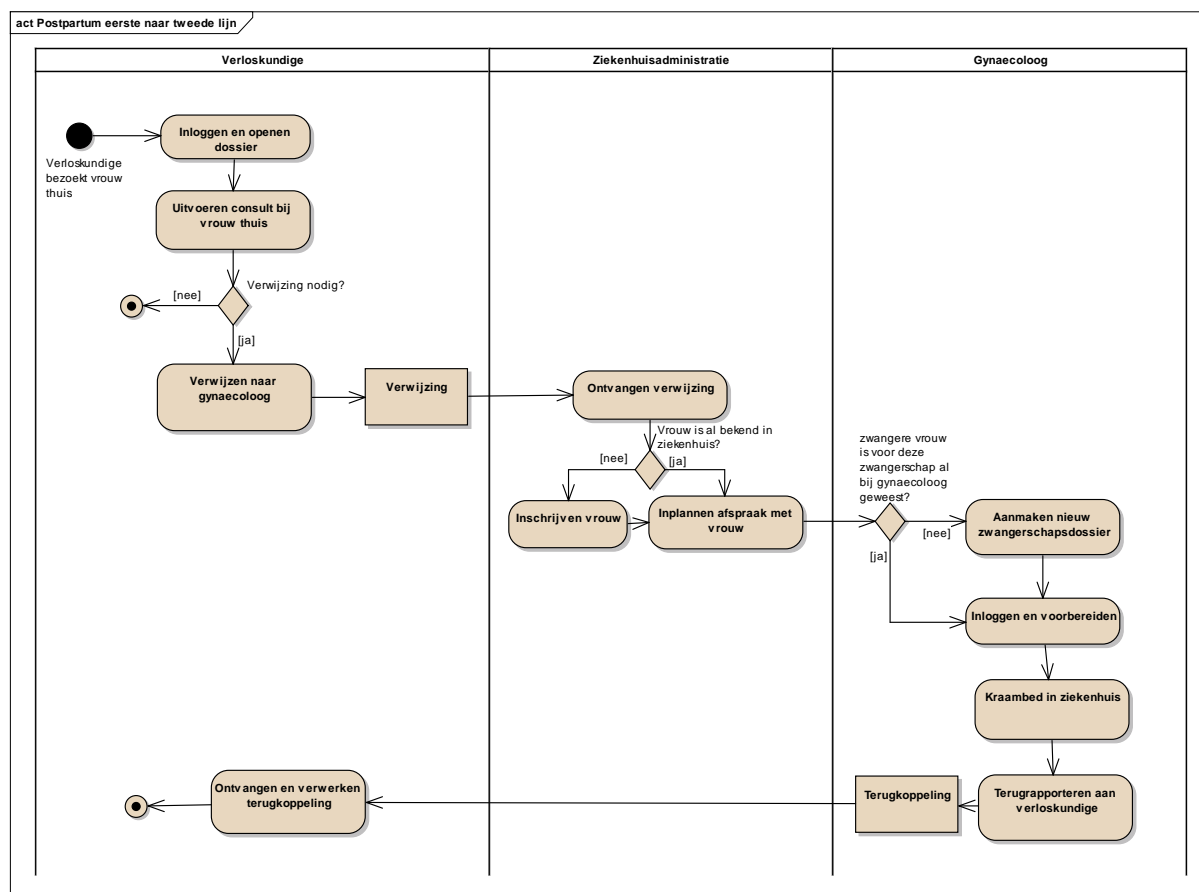 act Postpartum eerste naar tweede lijn
Verloskundige
Ziekenhuisadministratie
Gynaecoloog
Inloggen en openen
dossier
Verloskundige
bezoekt vrouw
thuis
Uitvoeren consult bij
vrouw thuis
Verwijzing nodig?
[nee]
[ja]
Verwijzen naar
gynaecoloog
Verwijzing
Ontvangen verwijzing
Vrouw is al bekend in
ziekenhuis?
[nee]
[ja]
Inschrijven vrouw
Inplannen afspraak met
vrouw
zwangere vrouw
is voor deze
zwangerschap al
bij gynaecoloog
geweest?
[nee]
[ja]
Aanmaken nieuw
zwangerschapsdossier
Inloggen en voorbereiden
Kraambed in ziekenhuis
Terugrapporteren aan
verloskundige
Terugkoppeling
Ontvangen en verwerken
terugkoppeling